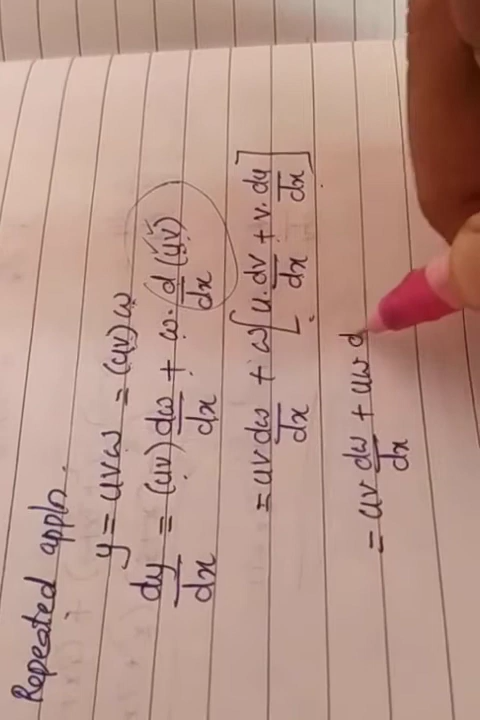 Repeated appln.
y = uvw = (uv)w
dy/dx = (uv) dw/dx + w. d/dx (uv)
= uv dw/dx + w[u. dv/dx + v. dy/dx]
= uv dw/dx + uw d